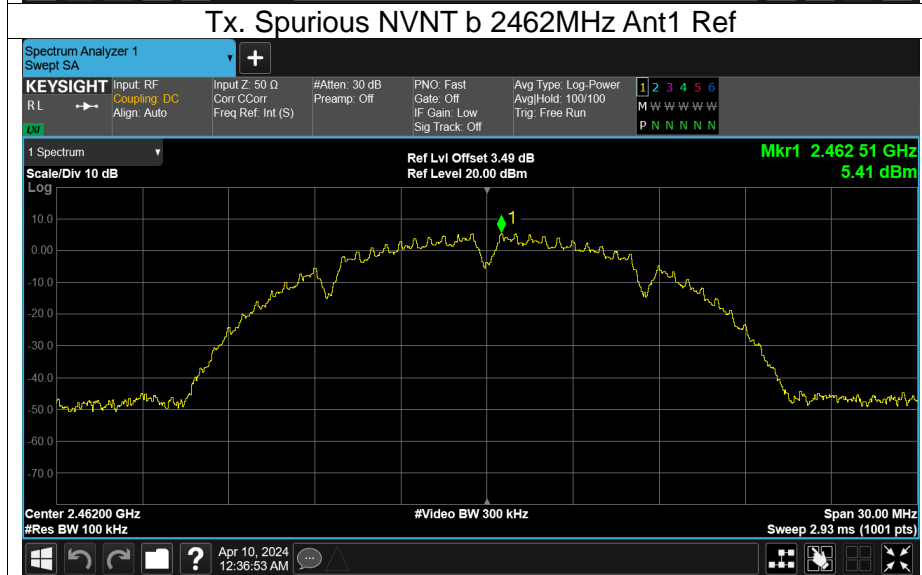 Tx. Spurious NVNT b 2462MHz Ant1 Ref
Spectrum Analyzer 1
Swept SA
+
KEYSIGHT
RL
LXI
Input: RF
Coupling: DC
Align: Auto
Input Z: 50 Ω
Corr CCorr
Freq Ref: Int (S)
#Atten: 30 dB
Preamp: Off
PNO: Fast
Gate: Off
IF Gain: Low
Sig Track: Off
Avg Type: Log-Power
Avg|Hold: 100/100
Trig: Free Run
1 2 3 4 5 6
M W W W W W
P N N N N N
1 Spectrum
Scale/Div 10 dB
Ref Lvl Offset 3.49 dB
Ref Level 20.00 dBm
Mkr1 2.462 51 GHz
5.41 dBm
Log
1
10.0
0.00
-10.0
-20.0
-30.0
-40.0
-50.0
-60.0
-70.0
Center 2.46200 GHz
#Res BW 100 kHz
#Video BW 300 kHz
Span 30.00 MHz
Sweep 2.93 ms (1001 pts)
?
Apr 10, 2024
12:36:53 AM